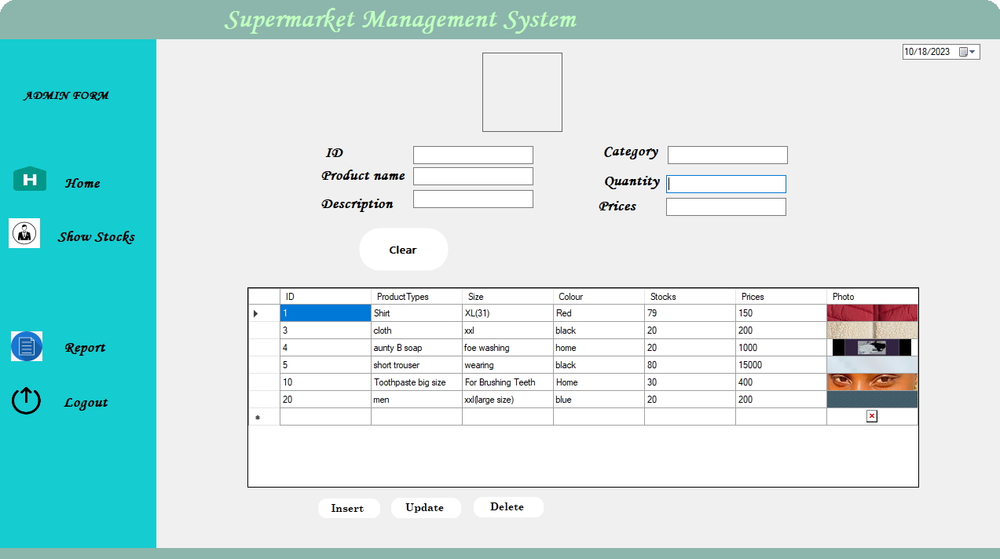 Supermarket Management System
10/18/2023
ADMIN FORM
H Home
Show Stocks
Report
Logout
ID
Category
Product name
Quantity
Description
Prices
Clear
ID ProductTypes Size Colour Stocks Prices Photo
1 Shirt XL(31) Red 79 150
3 cloth xxl black 20 200
4 aunty B soap foe washing home 20 1000
5 short trouser wearing black 80 15000
10 Toothpaste big size For Brushing Teeth Home 30 400
20 men xxl(large size) blue 20 200
Insert Update Delete